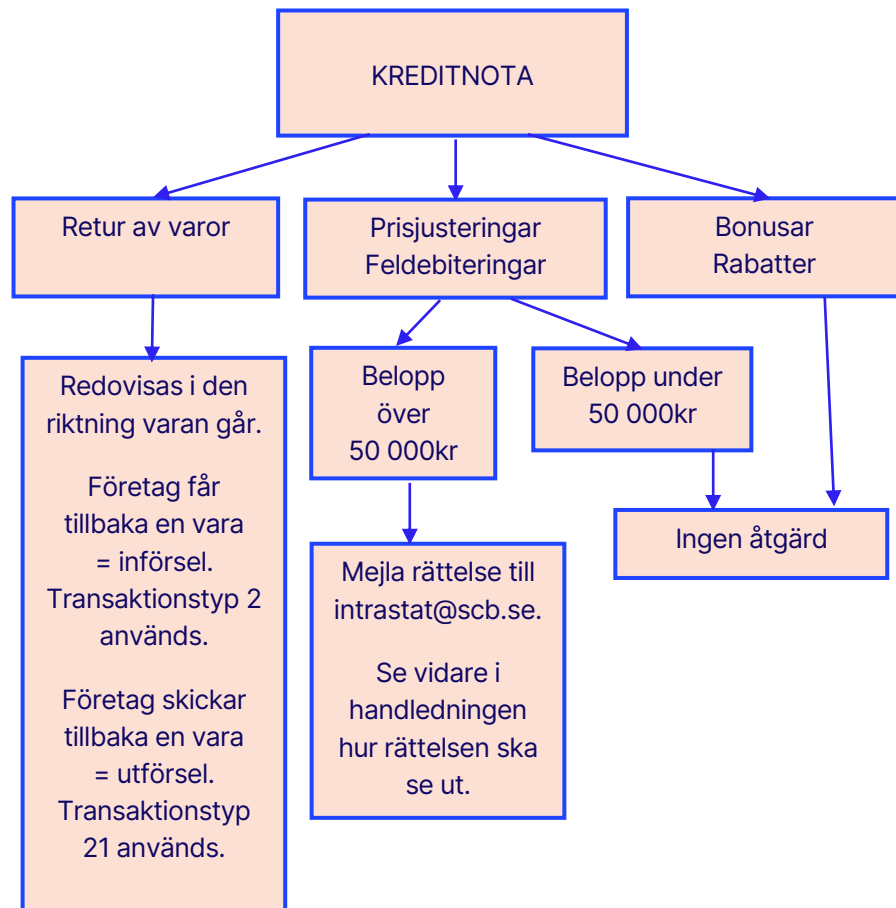 KREDITNOTA
Retur av varor
Prisjusteringar
Feldebiteringar
Bonusar
Rabatter
Redovisas i den
riktning varan går.
Företag får
tillbaka en vara
= införsel.
Transaktionstyp 2
används.
Företag skickar
tillbaka en vara
= utförsel.
Transaktionstyp
21 används.
Belopp
över
50 000kr
Belopp under
50 000kr
Mejla rättelse till
intrastat@scb.se.
Se vidare i
handledningen
hur rättelsen ska
se ut.
Ingen åtgärd